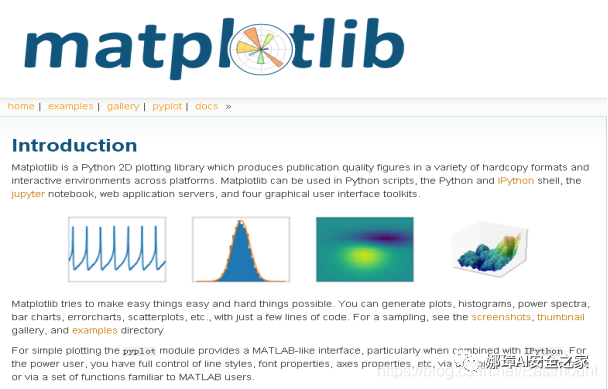 matplotlib
home | examples | gallery | pyplot | docs »
Introduction
Matplotlib is a Python 2D plotting library which produces publication quality figures in a variety of hardcopy formats and
interactive environments across platforms. Matplotlib can be used in Python scripts, the Python and IPython shell, the
jupyter notebook, web application servers, and four graphical user interface toolkits.
Matplotlib tries to make easy things easy and hard things possible. You can generate plots, histograms, power spectra,
bar charts, errorcharts, scatterplots, etc., with just a few lines of code. For a sampling, see the screenshots, thumbnail
gallery, and examples directory
For simple plotting the pyplot module provides a MATLAB-like interface, particularly when combined with IPython. For
the power user, you have full control of line styles, font properties, axes properties, etc, via
or via a set of functions familiar to MATLAB users.
娜璋AI安全之家
https://blog.csdn.net/Eastmount